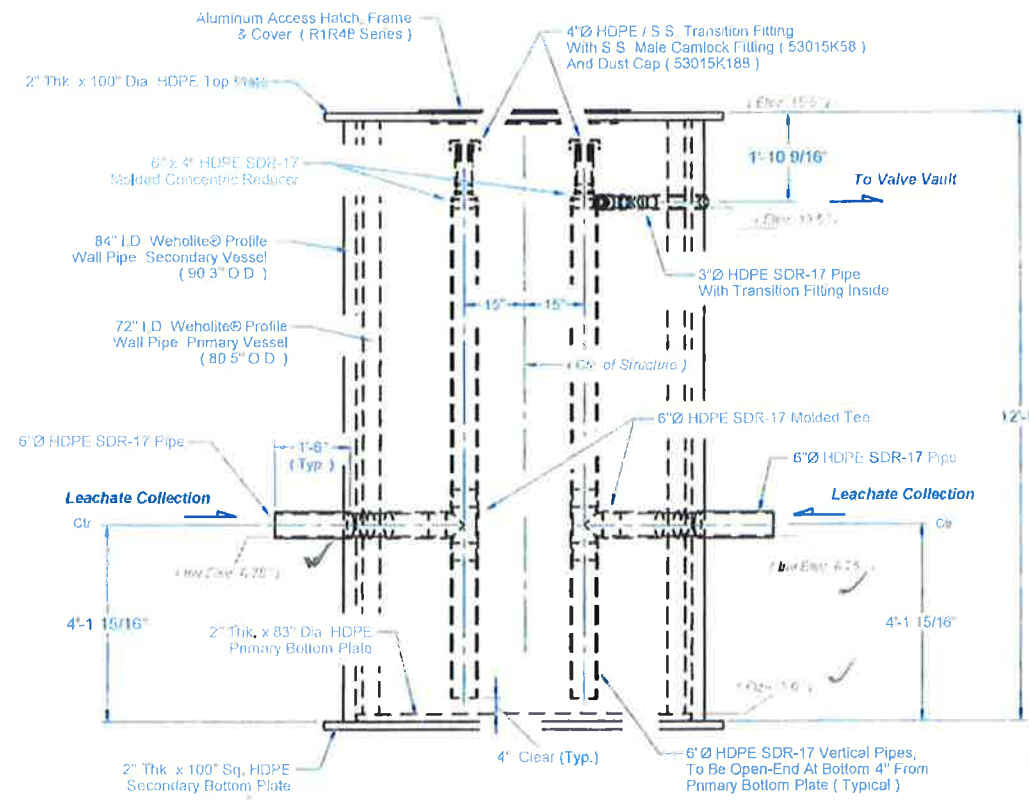 Aluminum Access Hatch, Frame
& Cover ( R1R4B Series )
4"Ø HDPE / S.S. Transition Fitting
With S.S. Male Camlock Fitting ( 53015K58 )
And Dust Cap ( 53015K188 )
2" Thk. x 100" Dia. HDPE Top Plate
1'-10 9/16"
To Valve Vault
6" x 4" HDPE SDR-17
Molded Concentric Reducer
84" I.D. Weholite® Profile
Wall Pipe Secondary Vessel
( 90.3" O.D. )
3"Ø HDPE SDR-17 Pipe
With Transition Fitting Inside
15" 15"
72" I.D. Weholite® Profile
Wall Pipe Primary Vessel
( 80.5" O.D. )
of Structure )
12'-
6"Ø HDPE SDR-17 Molded Tee
6"Ø HDPE SDR-17 Pipe
1'-6"
( Typ. )
6"Ø HDPE SDR-17 Pipe
Leachate Collection
Leachate Collection
Ctr
4'-1 15/16"
4'-1 15/16"
2" Thk. x 83" Dia. HDPE
Primary Bottom Plate
4" Clear (Typ.)
2" Thk. x 100" Sq. HDPE
Secondary Bottom Plate
6"Ø HDPE SDR-17 Vertical Pipes,
To Be Open-End At Bottom 4" From
Primary Bottom Plate ( Typical )